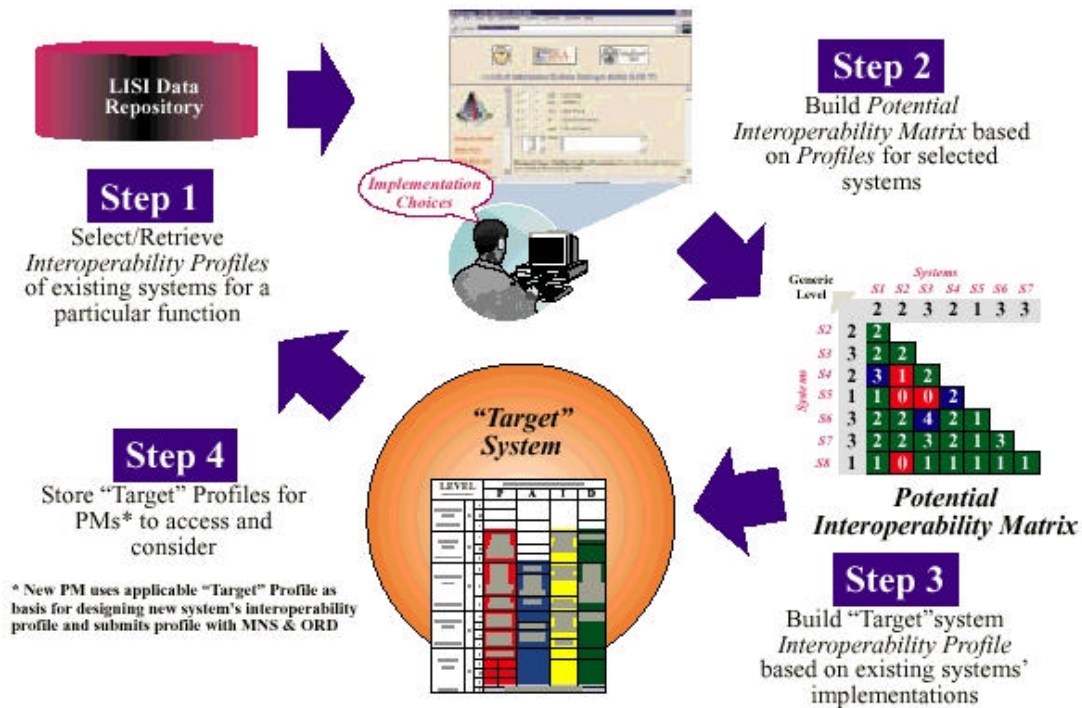 LISI Data
Repository
Step 1
Select/Retrieve
Interoperability Profiles
of existing systems for a
particular function
Implementation
Choices
Step 2
Build Potential
Interoperability Matrix based
on Profiles for selected
systems
Generic
Level
Systems
S1 S2 S3 S4 S5 S6 S7
2 2 3 2 1 3 3
Systems
S2 2 2
S3 3 2 2
S4 2 3 1 2
S5 1 1 0 0 2
S6 3 2 2 4 2 1
S7 3 2 2 3 2 1 3
S8 1 1 0 1 1 1 1 1
Potential
Interoperability Matrix
Step 3
Build “Target”system
Interoperability Profile
based on existing systems’
implementations
“Target”
System
LEVEL
P A I D
Step 4
Store “Target” Profiles for
PMs* to access and
consider
* New PM uses applicable “Target” Profile as
basis for designing new system’s interoperability
profile and submits profile with MNS & ORD